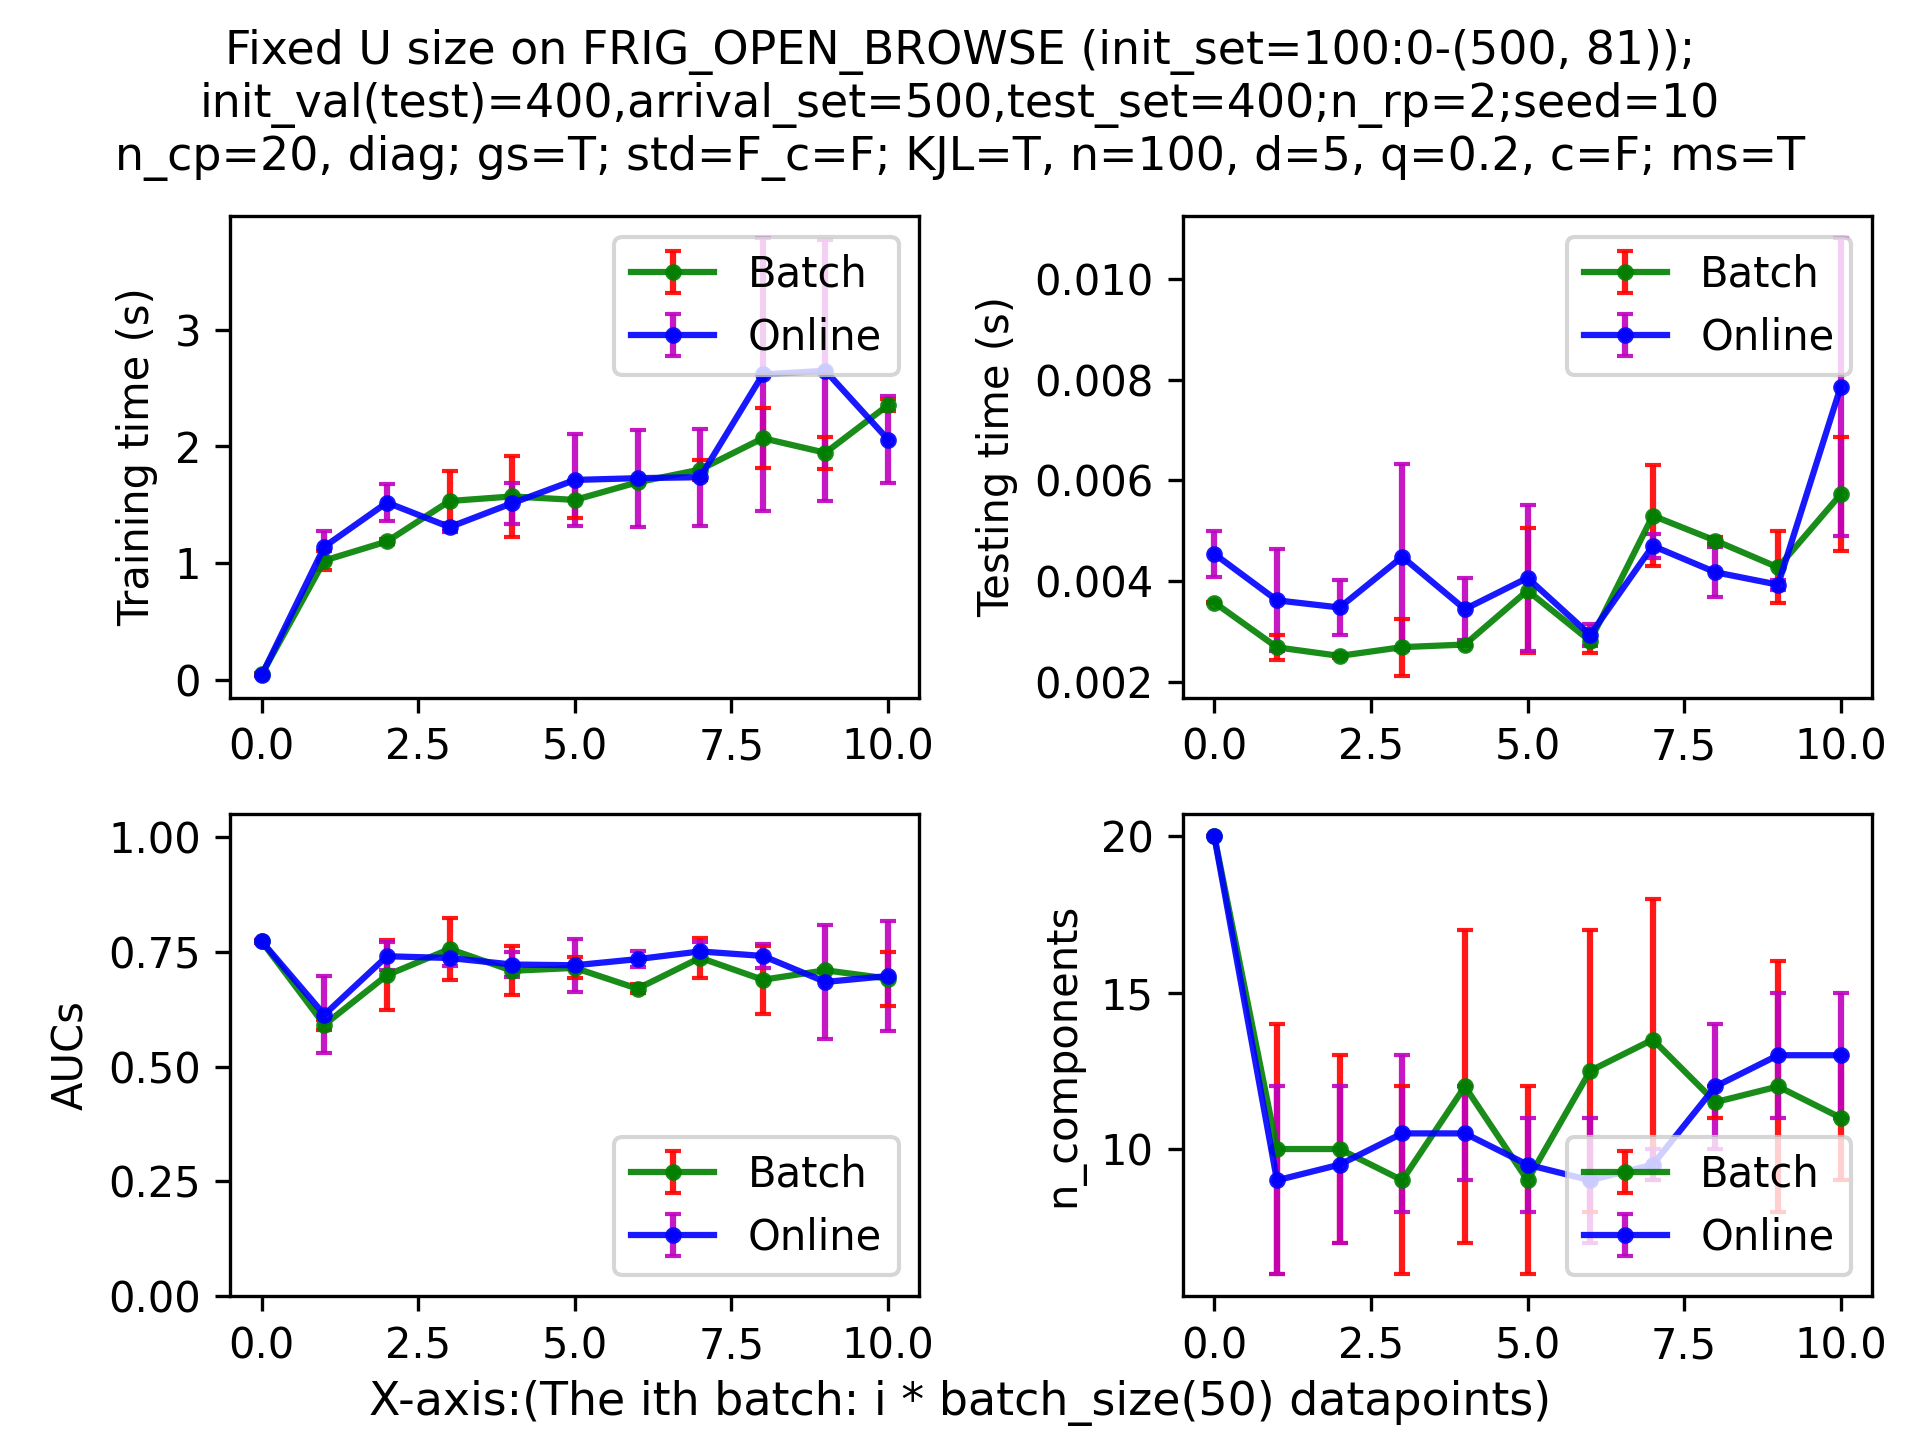 Fixed U size on FRIG_OPEN_BROWSE (init_set=100:0-(500, 81));
init_val(test)=400,arrival_set=500,test_set=400;n_rp=2;seed=10
n_cp=20, diag; gs=T; std=F_c=F; KJL=T, n=100, d=5, q=0.2, c=F; ms=T
Training time (s)
3
2
1
0
0.0 2.5 5.0 7.5 10.0
Batch
Online
Testing time (s)
0.010
0.008
0.006
0.004
0.002
0.0 2.5 5.0 7.5 10.0
Batch
Online
AUCs
1.00
0.75
0.50
0.25
0.00
0.0 2.5 5.0 7.5 10.0
Batch
Online
n_components
20
15
10
0.0 2.5 5.0 7.5 10.0
Batch
Online
X-axis:(The ith batch: i * batch_size(50) datapoints)